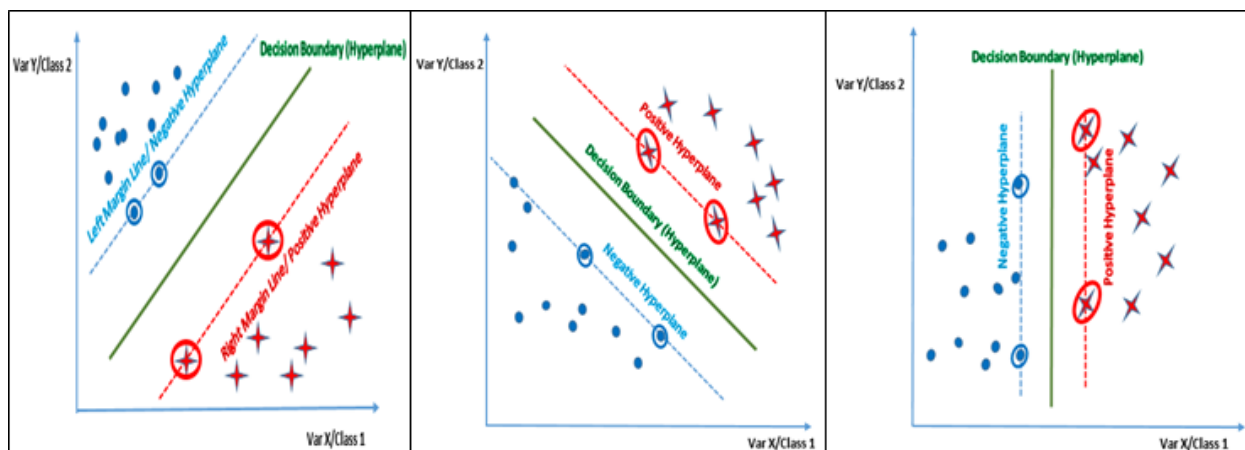 Decision Boundary (Hyperplane)
Var Y/Class 2
Left Margin Line/ Negative Hyperplane
Right Margin Line/ Positive Hyperplane
Var X/Class 1
Var Y/Class 2
Positive Hyperplane
Decision Boundary (Hyperplane)
Negative Hyperplane
Var X/Class 1
Decision Boundary (Hyperplane)
Var Y/Class 2
Negative Hyperplane
Positive Hyperplane
Var X/Class 1